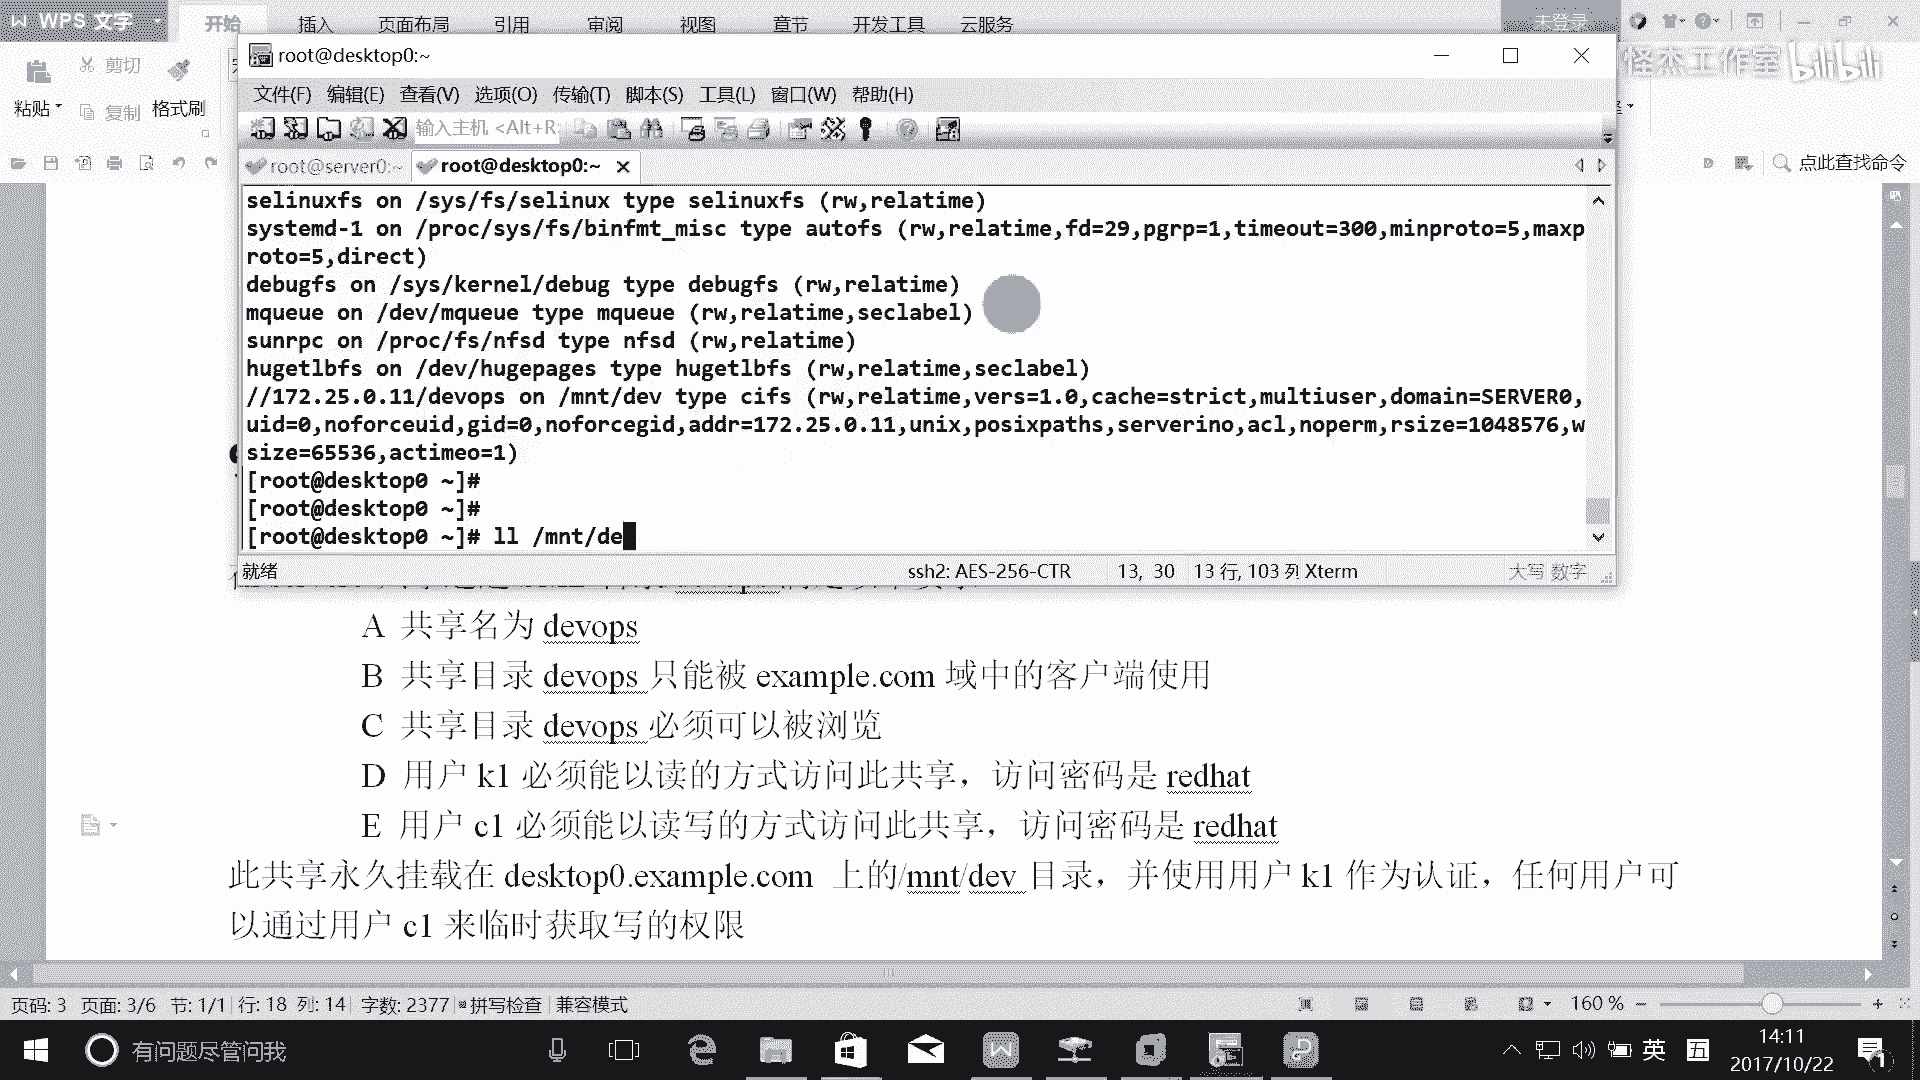 WPS 文字
开始
插入
页面布局
引用
审阅
视图
章节
开发工具
云服务
未登录
怪杰工作室 bilibili
剪切
粘贴
复制
格式刷
点此查找命令
root@desktop0:~
文件(F) 编辑(E) 查看(V) 选项(O) 传输(T) 脚本(S) 工具(L) 窗口(W) 帮助(H)
输入主机 <Alt+R>
root@server0:~ root@desktop0:~
selinuxfs on /sys/fs/selinux type selinuxfs (rw,relatime)
systemd-1 on /proc/sys/fs/binfmt_misc type autofs (rw,relatime,fd=29,pgrp=1,timeout=300,minproto=5,maxp
roto=5,direct)
debugfs on /sys/kernel/debug type debugfs (rw,relatime)
mqueue on /dev/mqueue type mqueue (rw,relatime,seclabel)
sunrpc on /proc/fs/nfsd type nfsd (rw,relatime)
hugetlbfs on /dev/hugepages type hugetlbfs (rw,relatime,seclabel)
//172.25.0.11/devops on /mnt/dev type cifs (rw,relatime,vers=1.0,cache=strict,multiuser,domain=SERVER0,
uid=0,noforceuid,gid=0,noforcegid,addr=172.25.0.11,unix,posixpaths,serverino,acl,noperm,rsize=1048576,w
size=65536,actimeo=1)
[root@desktop0 ~]#
[root@desktop0 ~]#
[root@desktop0 ~]# ll /mnt/de
就绪 ssh2: AES-256-CTR 13, 30 13 行, 103 列 Xterm 大写 数字
A 共享名为 devops
B 共享目录 devops 只能被 example.com 域中的客户端使用
C 共享目录 devops 必须可以被浏览
D 用户 k1 必须能以读的方式访问此共享，访问密码是 redhat
E 用户 c1 必须能以读写的方式访问此共享，访问密码是 redhat
此共享永久挂载在 desktop0.example.com 上的/mnt/dev 目录，并使用用户 k1 作为认证，任何用户可
以通过用户 c1 来临时获取写的权限
页码: 3 页面: 3/6 节: 1/1 行: 18 列: 14 字数: 2377 拼写检查 兼容模式 160 %
有问题尽管问我
英
五
14:11
2017/10/22
1